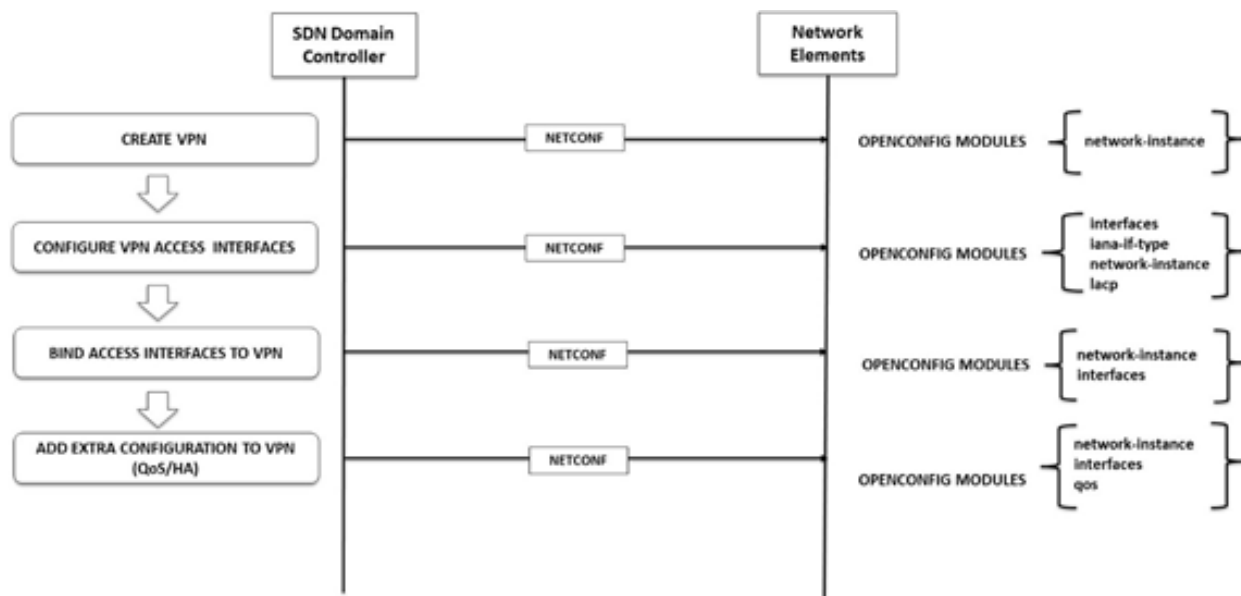 SDN Domain
Controller
Network
Elements
CREATE VPN
NETCONF
OPENCONFIG MODULES
network-instance
CONFIGURE VPN ACCESS INTERFACES
NETCONF
OPENCONFIG MODULES
interfaces
iana-if-type
network-instance
lacp
BIND ACCESS INTERFACES TO VPN
NETCONF
OPENCONFIG MODULES
network-instance
interfaces
ADD EXTRA CONFIGURATION TO VPN
(QoS/HA)
NETCONF
OPENCONFIG MODULES
network-instance
interfaces
qos